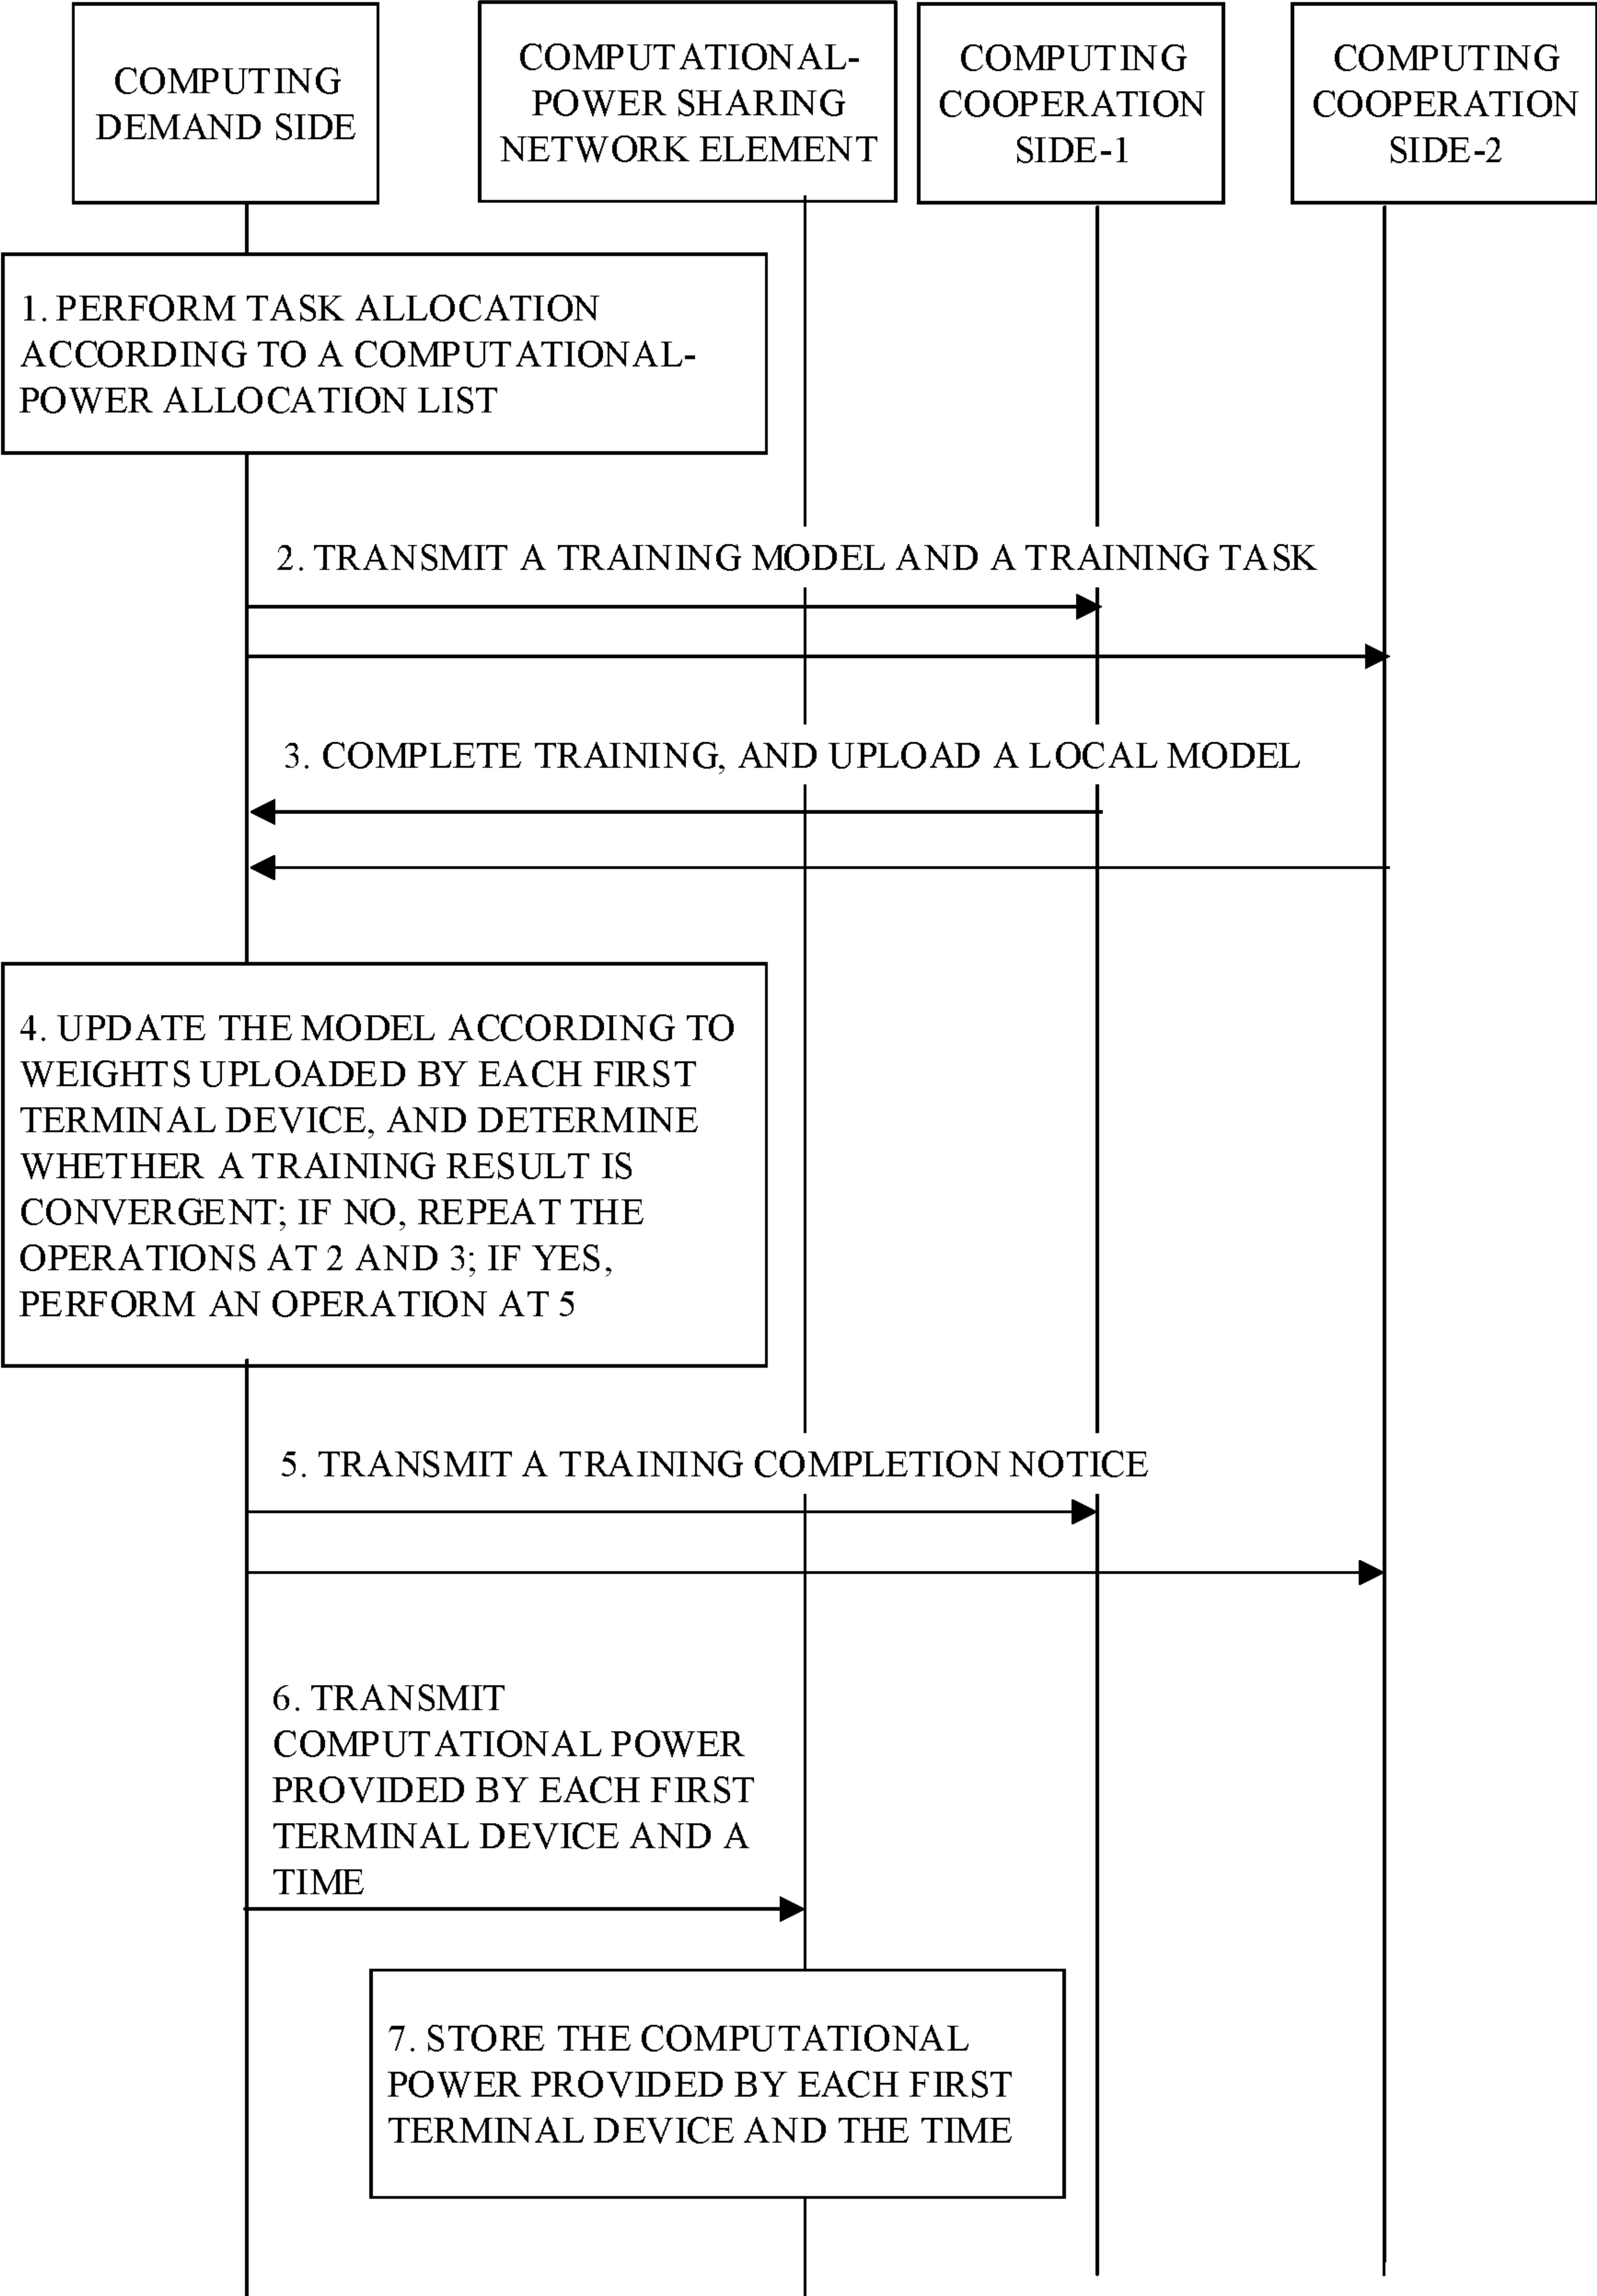 COMPUTING
DEMAND SIDE
COMPUTATIONAL-
POWER SHARING
NETWORK ELEMENT
COMPUTING
COOPERATION
SIDE-1
COMPUTING
COOPERATION
SIDE-2
1. PERFORM TASK ALLOCATION
ACCORDING TO A COMPUTATIONAL-
POWER ALLOCATION LIST
2. TRANSMIT A TRAINING MODEL AND A TRAINING TASK
3. COMPLETE TRAINING, AND UPLOAD A LOCAL MODEL
4. UPDATE THE MODEL ACCORDING TO
WEIGHTS UPLOADED BY EACH FIRST
TERMINAL DEVICE, AND DETERMINE
WHETHER A TRAINING RESULT IS
CONVERGENT; IF NO, REPEAT THE
OPERATIONS AT 2 AND 3; IF YES,
PERFORM AN OPERATION AT 5
5. TRANSMIT A TRAINING COMPLETION NOTICE
6. TRANSMIT
COMPUTATIONAL POWER
PROVIDED BY EACH FIRST
TERMINAL DEVICE AND A
TIME
7. STORE THE COMPUTATIONAL
POWER PROVIDED BY EACH FIRST
TERMINAL DEVICE AND THE TIME